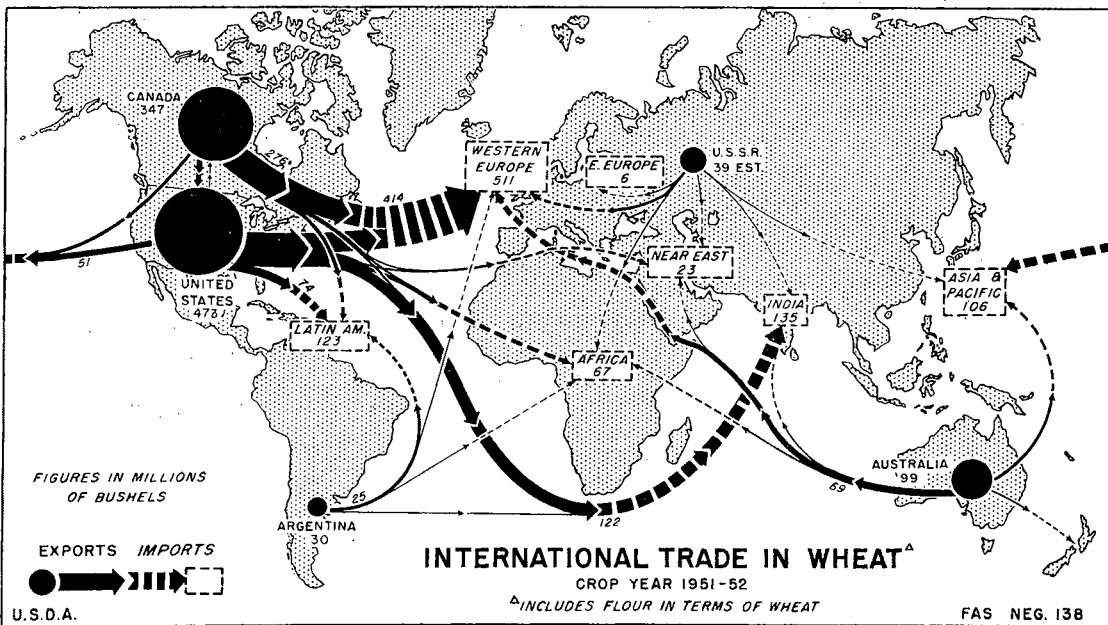 CANADA
347
276
WESTERN
EUROPE
511
414
E. EUROPE
6
U.S.S.R.
39 EST.
51
UNITED
STATES
473
74
LATIN AM.
123
NEAR EAST
23
INDIA
135
ASIA &
PACIFIC
106
AFRICA
67
FIGURES IN MILLIONS
OF BUSHELS
25
ARGENTINA
30
122
69
AUSTRALIA
99
EXPORTS IMPORTS
INTERNATIONAL TRADE IN WHEAT Δ
CROP YEAR 1951-52
Δ INCLUDES FLOUR IN TERMS OF WHEAT
U.S.D.A.
FAS NEG. 138